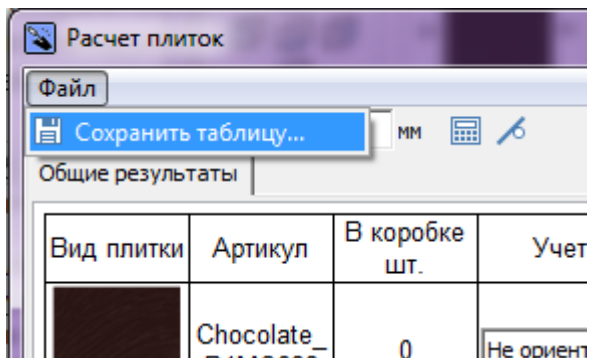 Расчет плиток
Файл
Сохранить таблицу...
мм
Общие результаты
Вид плитки
Артикул
В коробке
шт.
Учет
Chocolate_
0
Не ориент